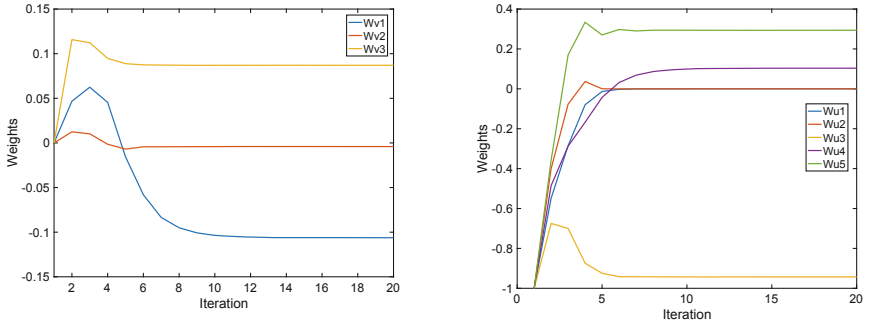 0.15
0.1
0.05
0
-0.05
-0.1
-0.15
Weights
2 4 6 8 10 12 14 16 18 20
Iteration
Wv1
Wv2
Wv3
0.4
0.2
0
-0.2
-0.4
-0.6
-0.8
-1
Weights
0 5 10 15 20
Iteration
Wu1
Wu2
Wu3
Wu4
Wu5